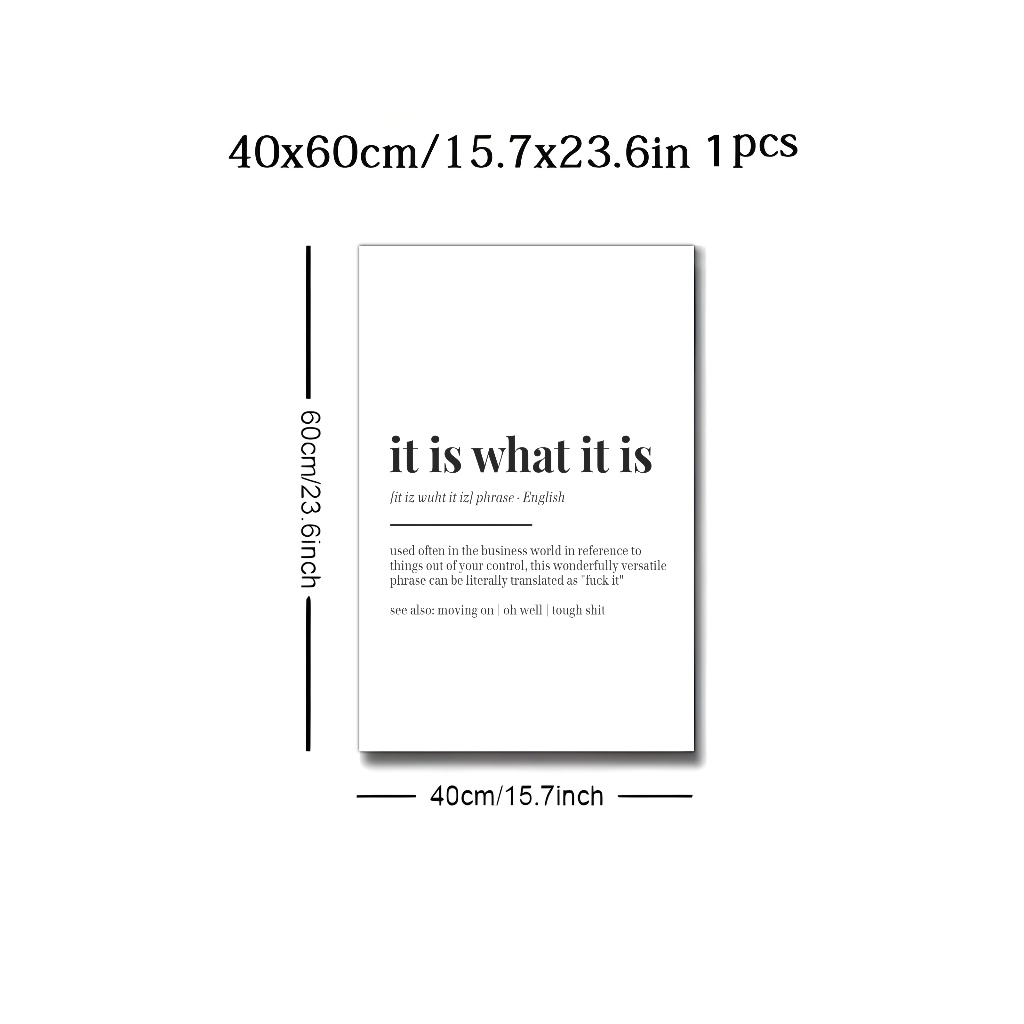 40x60cm/15.7x23.6in 1pcs
60cm/23.6inch
it is what it is
[it iz wuht it iz] phrase · English
used often in the business world in reference to
things out of your control, this wonderfully versatile
phrase can be literally translated as "fuck it"
see also: moving on | oh well | tough shit
40cm/15.7inch